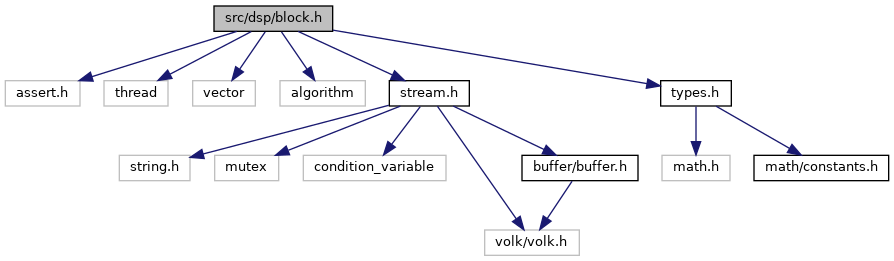 src/dsp/block.h
assert.h
thread
vector
algorithm
stream.h
types.h
string.h
mutex
condition_variable
buffer/buffer.h
math.h
math/constants.h
volk/volk.h